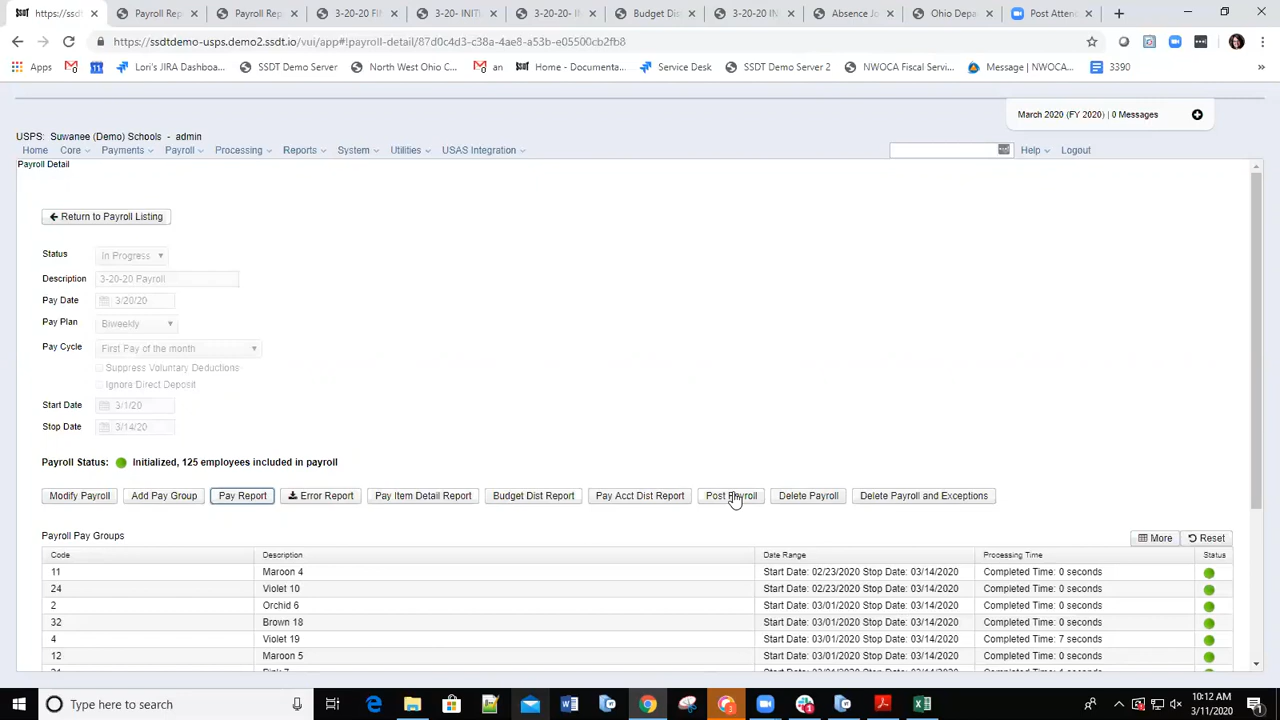 https://ss
Payroll Rep
Payroll Rep
3-20-20 FI
3-20- INITI
3-20-20- IN
Budget Dis
3-20-20 IN
Absence Jo
Ohio Depa
Post Atten
https://ssdtdemo-usps.demo2.ssdt.io/vui/app#!payroll-detail/87d0c4d3-c38a-4ae8-a53b-e05500cb2fb8
Apps
Lori's JIRA Dashboa...
SSDT Demo Server
North West Ohio C...
Home - Documenta...
Service Desk
SSDT Demo Server 2
NWOCA Fiscal Servi...
Message | NWOCA...
3390
»
March 2020 (FY 2020) | 0 Messages
USPS: Suwanee (Demo) Schools - admin
Home Core Payments Payroll Processing Reports System Utilities USAS Integration Help Logout
Payroll Detail
Return to Payroll Listing
Status In Progress
Description 3-20-20 Payroll
Pay Date 3/20/20
Pay Plan Biweekly
Pay Cycle First Pay of the month
Suppress Voluntary Deductions
Ignore Direct Deposit
Start Date 3/1/20
Stop Date 3/14/20
Payroll Status: Initialized, 125 employees included in payroll
Modify Payroll Add Pay Group Pay Report Error Report Pay Item Detail Report Budget Dist Report Pay Acct Dist Report Post Payroll Delete Payroll Delete Payroll and Exceptions
Payroll Pay Groups More Reset
Code Description Date Range Processing Time Status
11 Maroon 4 Start Date: 02/23/2020 Stop Date: 03/14/2020 Completed Time: 0 seconds
24 Violet 10 Start Date: 02/23/2020 Stop Date: 03/14/2020 Completed Time: 0 seconds
2 Orchid 6 Start Date: 03/01/2020 Stop Date: 03/14/2020 Completed Time: 0 seconds
32 Brown 18 Start Date: 03/01/2020 Stop Date: 03/14/2020 Completed Time: 0 seconds
4 Violet 19 Start Date: 03/01/2020 Stop Date: 03/14/2020 Completed Time: 7 seconds
12 Maroon 5 Start Date: 03/01/2020 Stop Date: 03/14/2020 Completed Time: 0 seconds
Type here to search
10:12 AM
3/11/2020